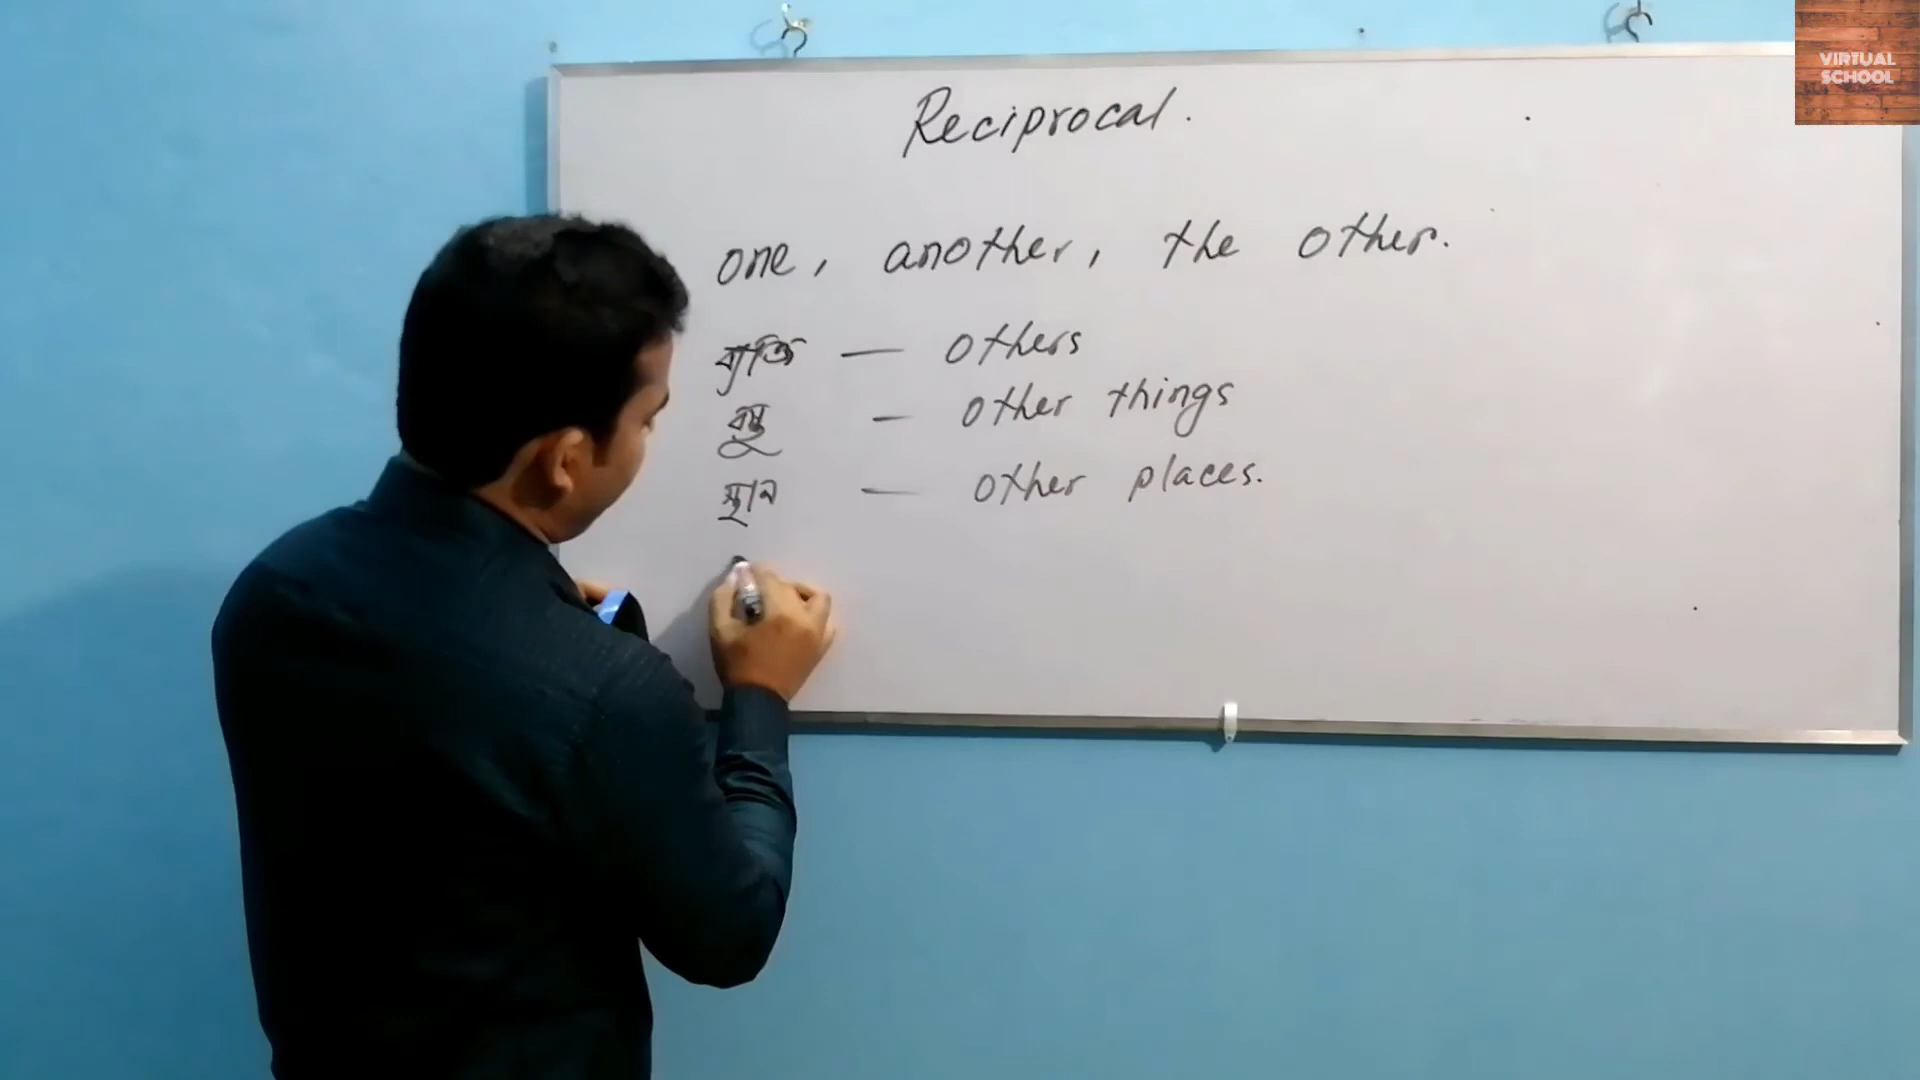 VIRTUAL
SCHOOL
Reciprocal.
one, another, the other.
ব্যক্তি — others
বস্তু — other things
স্থান — other places.